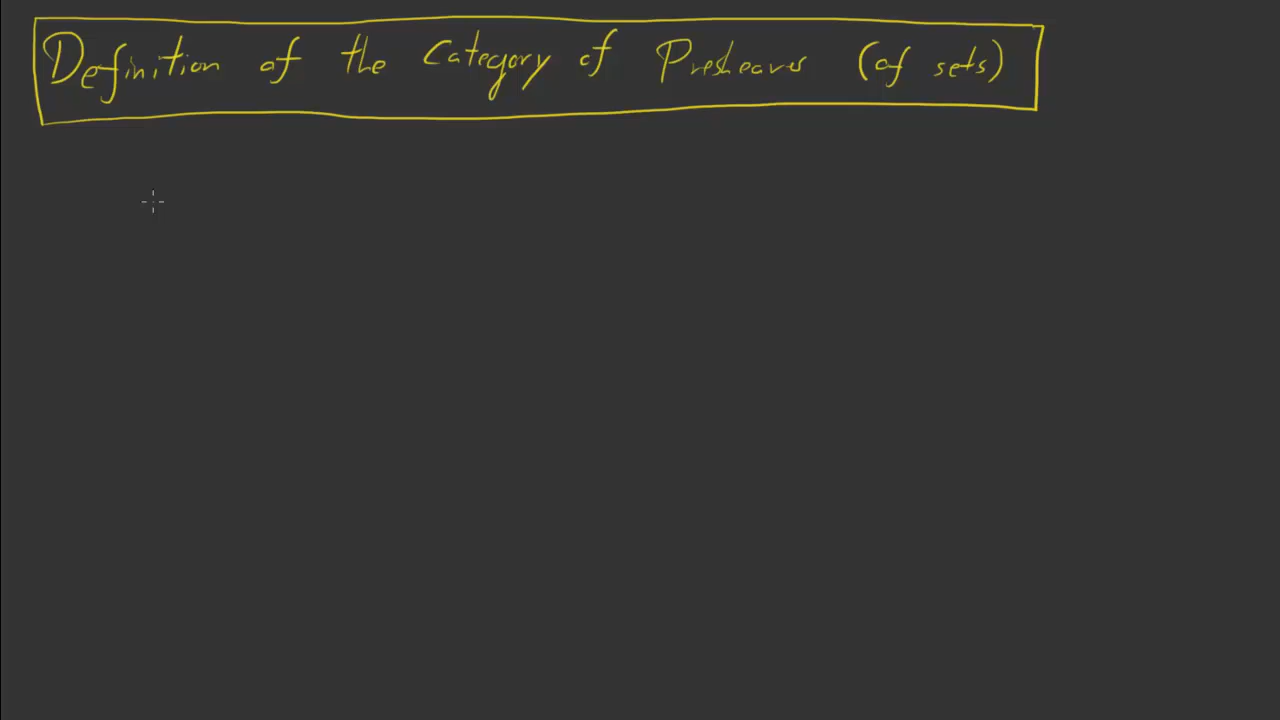 Definition of the Category of Presheaves (of sets)